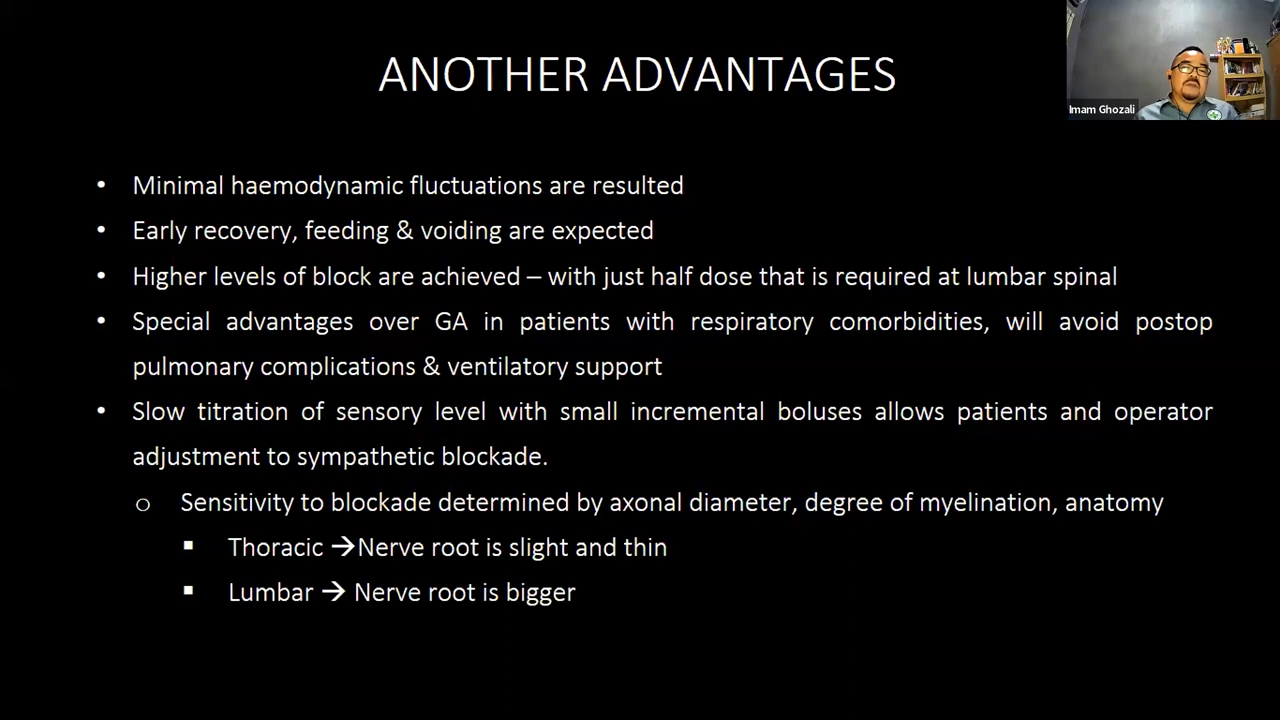 ANOTHER ADVANTAGES
Imam Ghozali
• Minimal haemodynamic fluctuations are resulted
• Early recovery, feeding & voiding are expected
• Higher levels of block are achieved – with just half dose that is required at lumbar spinal
• Special advantages over GA in patients with respiratory comorbidities, will avoid postop
pulmonary complications & ventilatory support
• Slow titration of sensory level with small incremental boluses allows patients and operator
adjustment to sympathetic blockade.
o Sensitivity to blockade determined by axonal diameter, degree of myelination, anatomy
▪ Thoracic →Nerve root is slight and thin
▪ Lumbar → Nerve root is bigger